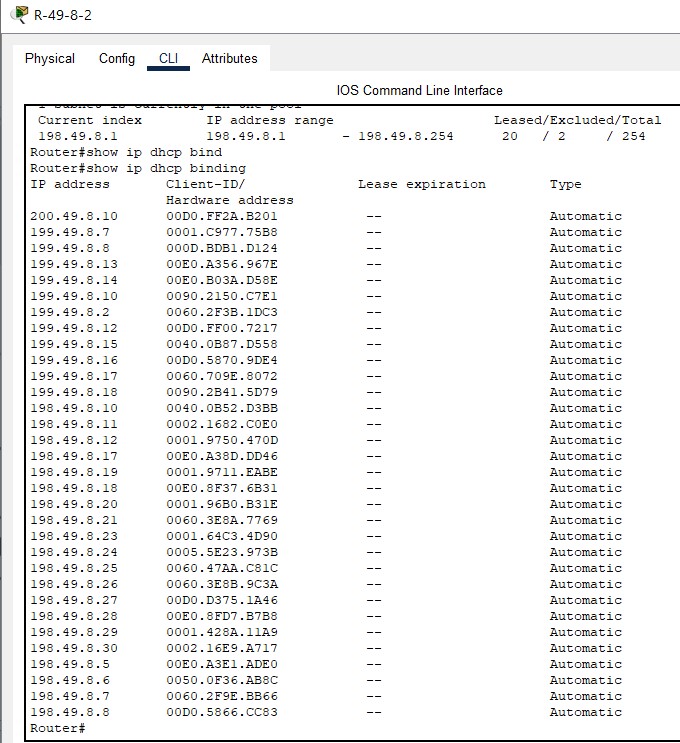 R-49-8-2
Physical Config CLI Attributes
IOS Command Line Interface
1 subnet is currently in the pool
Current index IP address range Leased/Excluded/Total
198.49.8.1 198.49.8.1 - 198.49.8.254 20 / 2 / 254
Router#show ip dhcp bind
Router#show ip dhcp binding
IP address Client-ID/ Lease expiration Type
Hardware address
200.49.8.10 00D0.FF2A.B201 -- Automatic
199.49.8.7 0001.C977.75B8 -- Automatic
199.49.8.8 000D.BDB1.D124 -- Automatic
199.49.8.13 00E0.A356.967E -- Automatic
199.49.8.14 00E0.B03A.D58E -- Automatic
199.49.8.10 0090.2150.C7E1 -- Automatic
199.49.8.2 0060.2F3B.1DC3 -- Automatic
199.49.8.12 00D0.FF00.7217 -- Automatic
199.49.8.15 0040.0B87.D558 -- Automatic
199.49.8.16 00D0.5870.9DE4 -- Automatic
199.49.8.17 0060.709E.8072 -- Automatic
199.49.8.18 0090.2B41.5D79 -- Automatic
198.49.8.10 0040.0B52.D3BB -- Automatic
198.49.8.11 0002.1682.C0E0 -- Automatic
198.49.8.12 0001.9750.470D -- Automatic
198.49.8.17 00E0.A38D.DD46 -- Automatic
198.49.8.19 0001.9711.EABE -- Automatic
198.49.8.18 00E0.8F37.6B31 -- Automatic
198.49.8.20 0001.96B0.B31E -- Automatic
198.49.8.21 0060.3E8A.7769 -- Automatic
198.49.8.23 0001.64C3.4D90 -- Automatic
198.49.8.24 0005.5E23.973B -- Automatic
198.49.8.25 0060.47AA.C81C -- Automatic
198.49.8.26 0060.3E8B.9C3A -- Automatic
198.49.8.27 00D0.D375.1A46 -- Automatic
198.49.8.28 00E0.8FD7.B7B8 -- Automatic
198.49.8.29 0001.428A.11A9 -- Automatic
198.49.8.30 0002.16E9.A717 -- Automatic
198.49.8.5 00E0.A3E1.ADE0 -- Automatic
198.49.8.6 0050.0F36.AB8C -- Automatic
198.49.8.7 0060.2F9E.BB66 -- Automatic
198.49.8.8 00D0.5866.CC83 -- Automatic
Router#